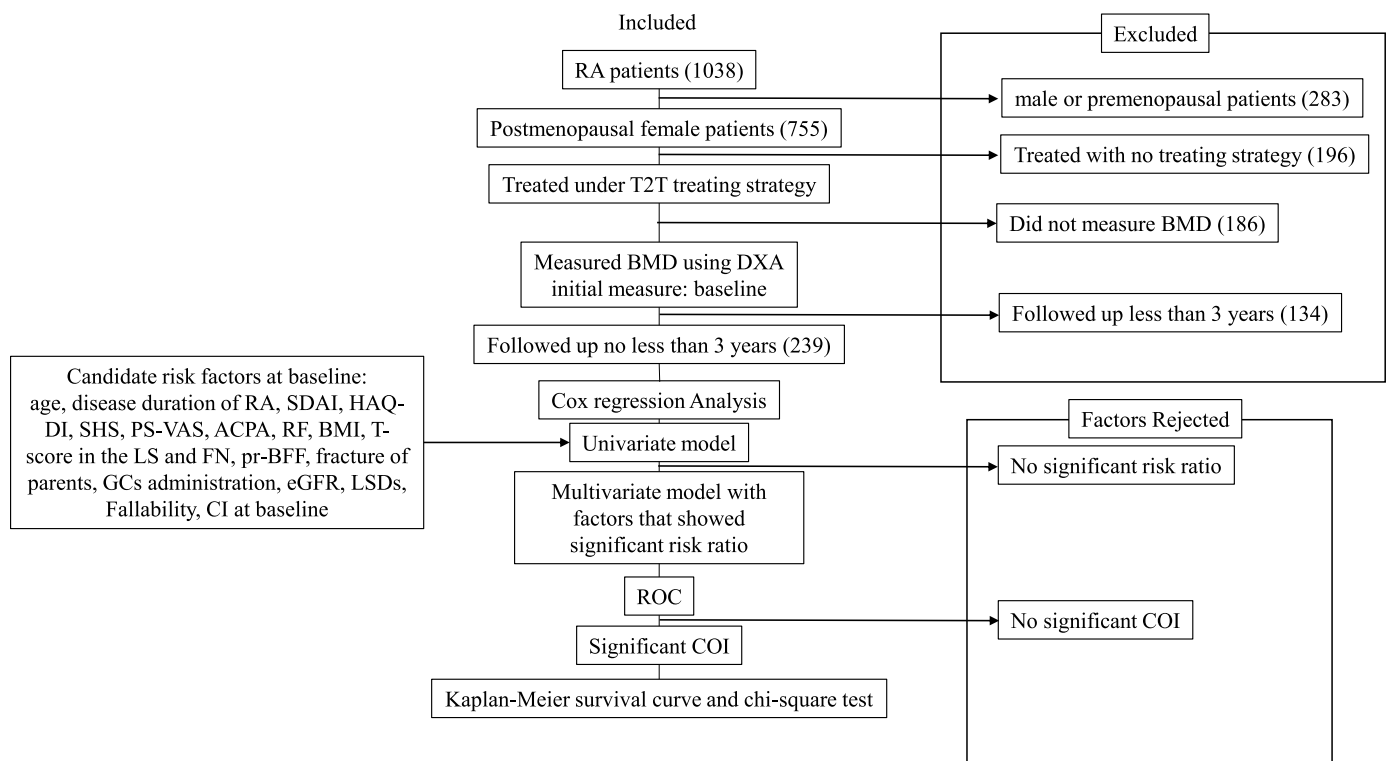 Included
Excluded
RA patients (1038)
male or premenopausal patients (283)
Postmenopausal female patients (755)
Treated with no treating strategy (196)
Treated under T2T treating strategy
Did not measure BMD (186)
Measured BMD using DXA
initial measure: baseline
Followed up less than 3 years (134)
Followed up no less than 3 years (239)
Candidate risk factors at baseline:
age, disease duration of RA, SDAI, HAQ-
DI, SHS, PS-VAS, ACPA, RF, BMI, T-
score in the LS and FN, pr-BFF, fracture of
parents, GCs administration, eGFR, LSDs,
Fallability, CI at baseline
Cox regression Analysis
Factors Rejected
Univariate model
No significant risk ratio
Multivariate model with
factors that showed
significant risk ratio
ROC
No significant COI
Significant COI
Kaplan-Meier survival curve and chi-square test